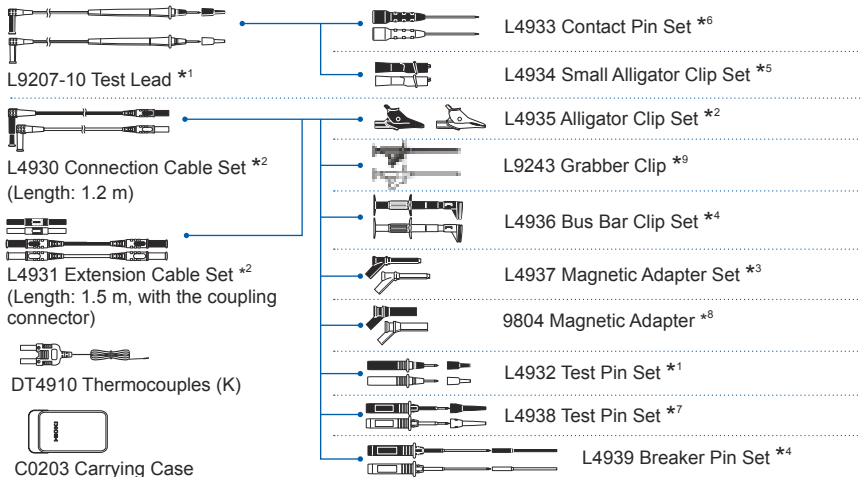 L9207-10 Test Lead *1
L4930 Connection Cable Set *2
(Length: 1.2 m)
L4931 Extension Cable Set *2
(Length: 1.5 m, with the coupling
connector)
DT4910 Thermocouples (K)
HIOKI
C0203 Carrying Case
L4933 Contact Pin Set *6
L4934 Small Alligator Clip Set *5
L4935 Alligator Clip Set *2
L9243 Grabber Clip *9
L4936 Bus Bar Clip Set *4
L4937 Magnetic Adapter Set *3
9804 Magnetic Adapter *8
L4932 Test Pin Set *1
L4938 Test Pin Set *7
L4939 Breaker Pin Set *4